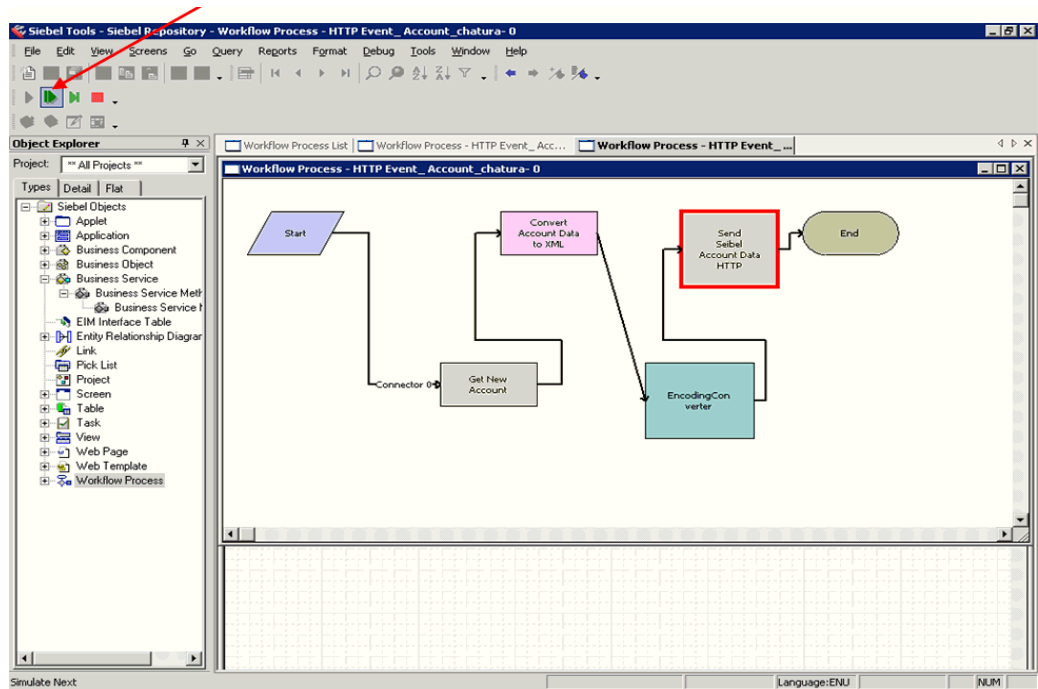 Siebel Tools - Siebel Repository - Workflow Process - HTTP Event_ Account_chatura- 0
File Edit View Screens Go Query Reports Format Debug Tools Window Help
Object Explorer
Workflow Process List
Workflow Process - HTTP Event_ Acc...
Workflow Process - HTTP Event_ ...
Project:
** All Projects **
Types
Detail
Flat
Siebel Objects
Applet
Application
Business Component
Business Object
Business Service
Business Service Meth
Business Service M
EIM Interface Table
Entity Relationship Diagrar
Link
Pick List
Project
Screen
Table
Task
View
Web Page
Web Template
Workflow Process
Workflow Process - HTTP Event_ Account_chatura- 0
Start
Convert
Account Data
to XML
Send
Seibel
Account Data
HTTP
End
Connector 0
Get New
Account
EncodingCon
verter
Simulate Next
Language:ENU
NUM